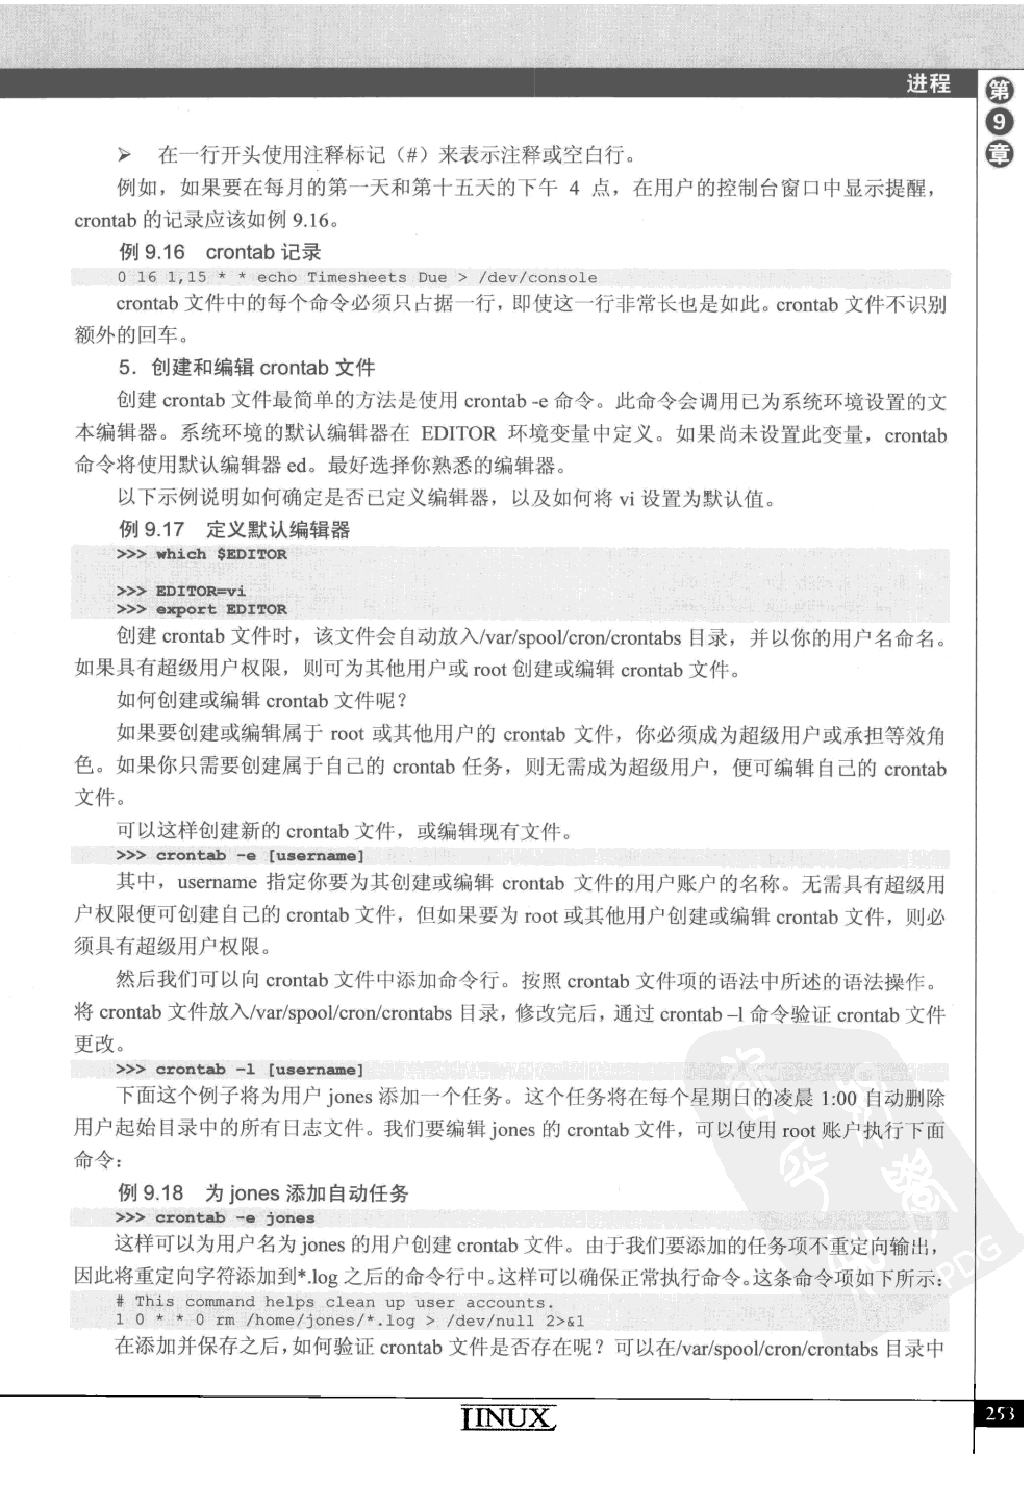 进程
第9章
➢ 在一行开头使用注释标记（#）来表示注释或空白行。
例如，如果要在每月的第一天和第十五天的下午 4 点，在用户的控制台窗口中显示提醒，
crontab 的记录应该如例 9.16。
例 9.16 crontab 记录
0 16 1,15 * * echo Timesheets Due > /dev/console
crontab 文件中的每个命令必须只占据一行，即使这一行非常长也是如此。crontab 文件不识别
额外的回车。
5．创建和编辑 crontab 文件
创建 crontab 文件最简单的方法是使用 crontab -e 命令。此命令会调用已为系统环境设置的文
本编辑器。系统环境的默认编辑器在 EDITOR 环境变量中定义。如果尚未设置此变量，crontab
命令将使用默认编辑器 ed。最好选择你熟悉的编辑器。
以下示例说明如何确定是否已定义编辑器，以及如何将 vi 设置为默认值。
例 9.17 定义默认编辑器
>>> which $EDITOR
>>> EDITOR=vi
>>> export EDITOR
创建 crontab 文件时，该文件会自动放入/var/spool/cron/crontabs 目录，并以你的用户名命名。
如果具有超级用户权限，则可为其他用户或 root 创建或编辑 crontab 文件。
如何创建或编辑 crontab 文件呢？
如果要创建或编辑属于 root 或其他用户的 crontab 文件，你必须成为超级用户或承担等效角
色。如果你只需要创建属于自己的 crontab 任务，则无需成为超级用户，便可编辑自己的 crontab
文件。
可以这样创建新的 crontab 文件，或编辑现有文件。
>>> crontab -e [username]
其中，username 指定你要为其创建或编辑 crontab 文件的用户账户的名称。无需具有超级用
户权限便可创建自己的 crontab 文件，但如果要为 root 或其他用户创建或编辑 crontab 文件，则必
须具有超级用户权限。
然后我们可以向 crontab 文件中添加命令行。按照 crontab 文件项的语法中所述的语法操作。
将 crontab 文件放入/var/spool/cron/crontabs 目录，修改完后，通过 crontab –l 命令验证 crontab 文件
更改。
>>> crontab -l [username]
下面这个例子将为用户 jones 添加一个任务。这个任务将在每个星期日的凌晨 1:00 自动删除
用户起始目录中的所有日志文件。我们要编辑 jones 的 crontab 文件，可以使用 root 账户执行下面
命令：
例 9.18 为 jones 添加自动任务
>>> crontab -e jones
这样可以为用户名为 jones 的用户创建 crontab 文件。由于我们要添加的任务项不重定向输出，
因此将重定向字符添加到*.log 之后的命令行中。这样可以确保正常执行命令。这条命令项如下所示：
# This command helps clean up user accounts.
1 0 * * 0 rm /home/jones/*.log > /dev/null 2>&1
在添加并保存之后，如何验证 crontab 文件是否存在呢？可以在/var/spool/cron/crontabs 目录中
LINUX
253
PDG